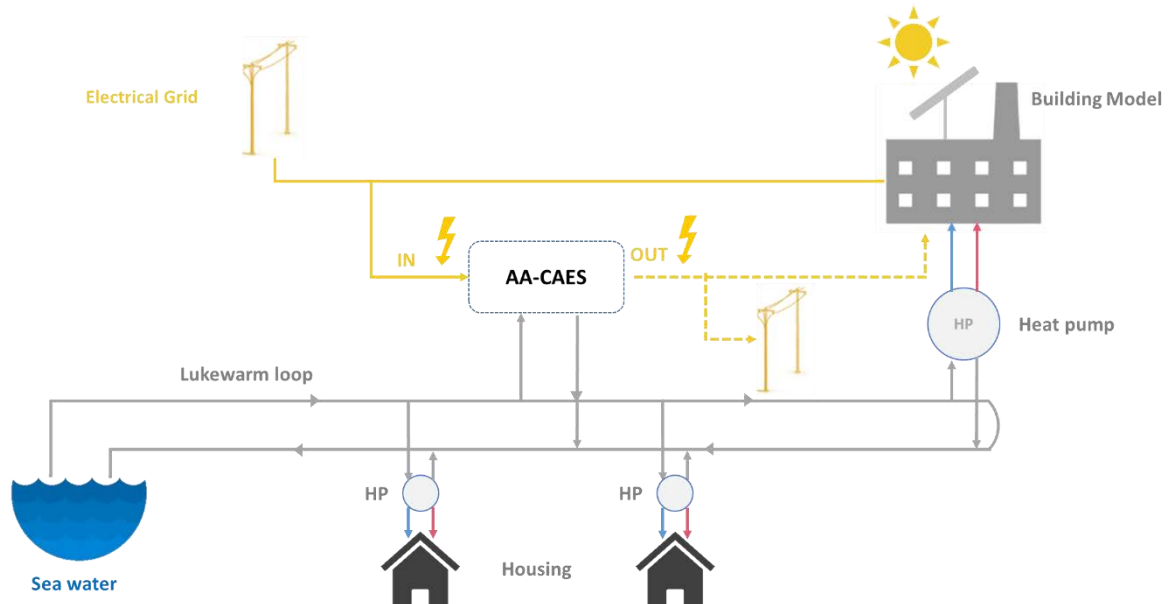 Electrical Grid
Building Model
IN
OUT
AA-CAES
HP
Heat pump
Lukewarm loop
HP
HP
Housing
Sea water